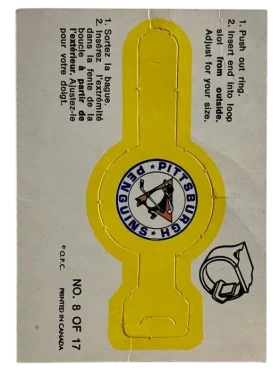 1. Push out ring.
2. Insert end into loop
slot from outside.
Adjust for your size.
1. Sortez la bague.
2. Insérez l'extrémité
dans la fente de la
boucle à partir de
l'extérieur. Ajustez-le
pour votre doigt.
PITTSBURGH
PENGUINS
NO. 8 OF 17
© O.P.C.
PRINTED IN CANADA